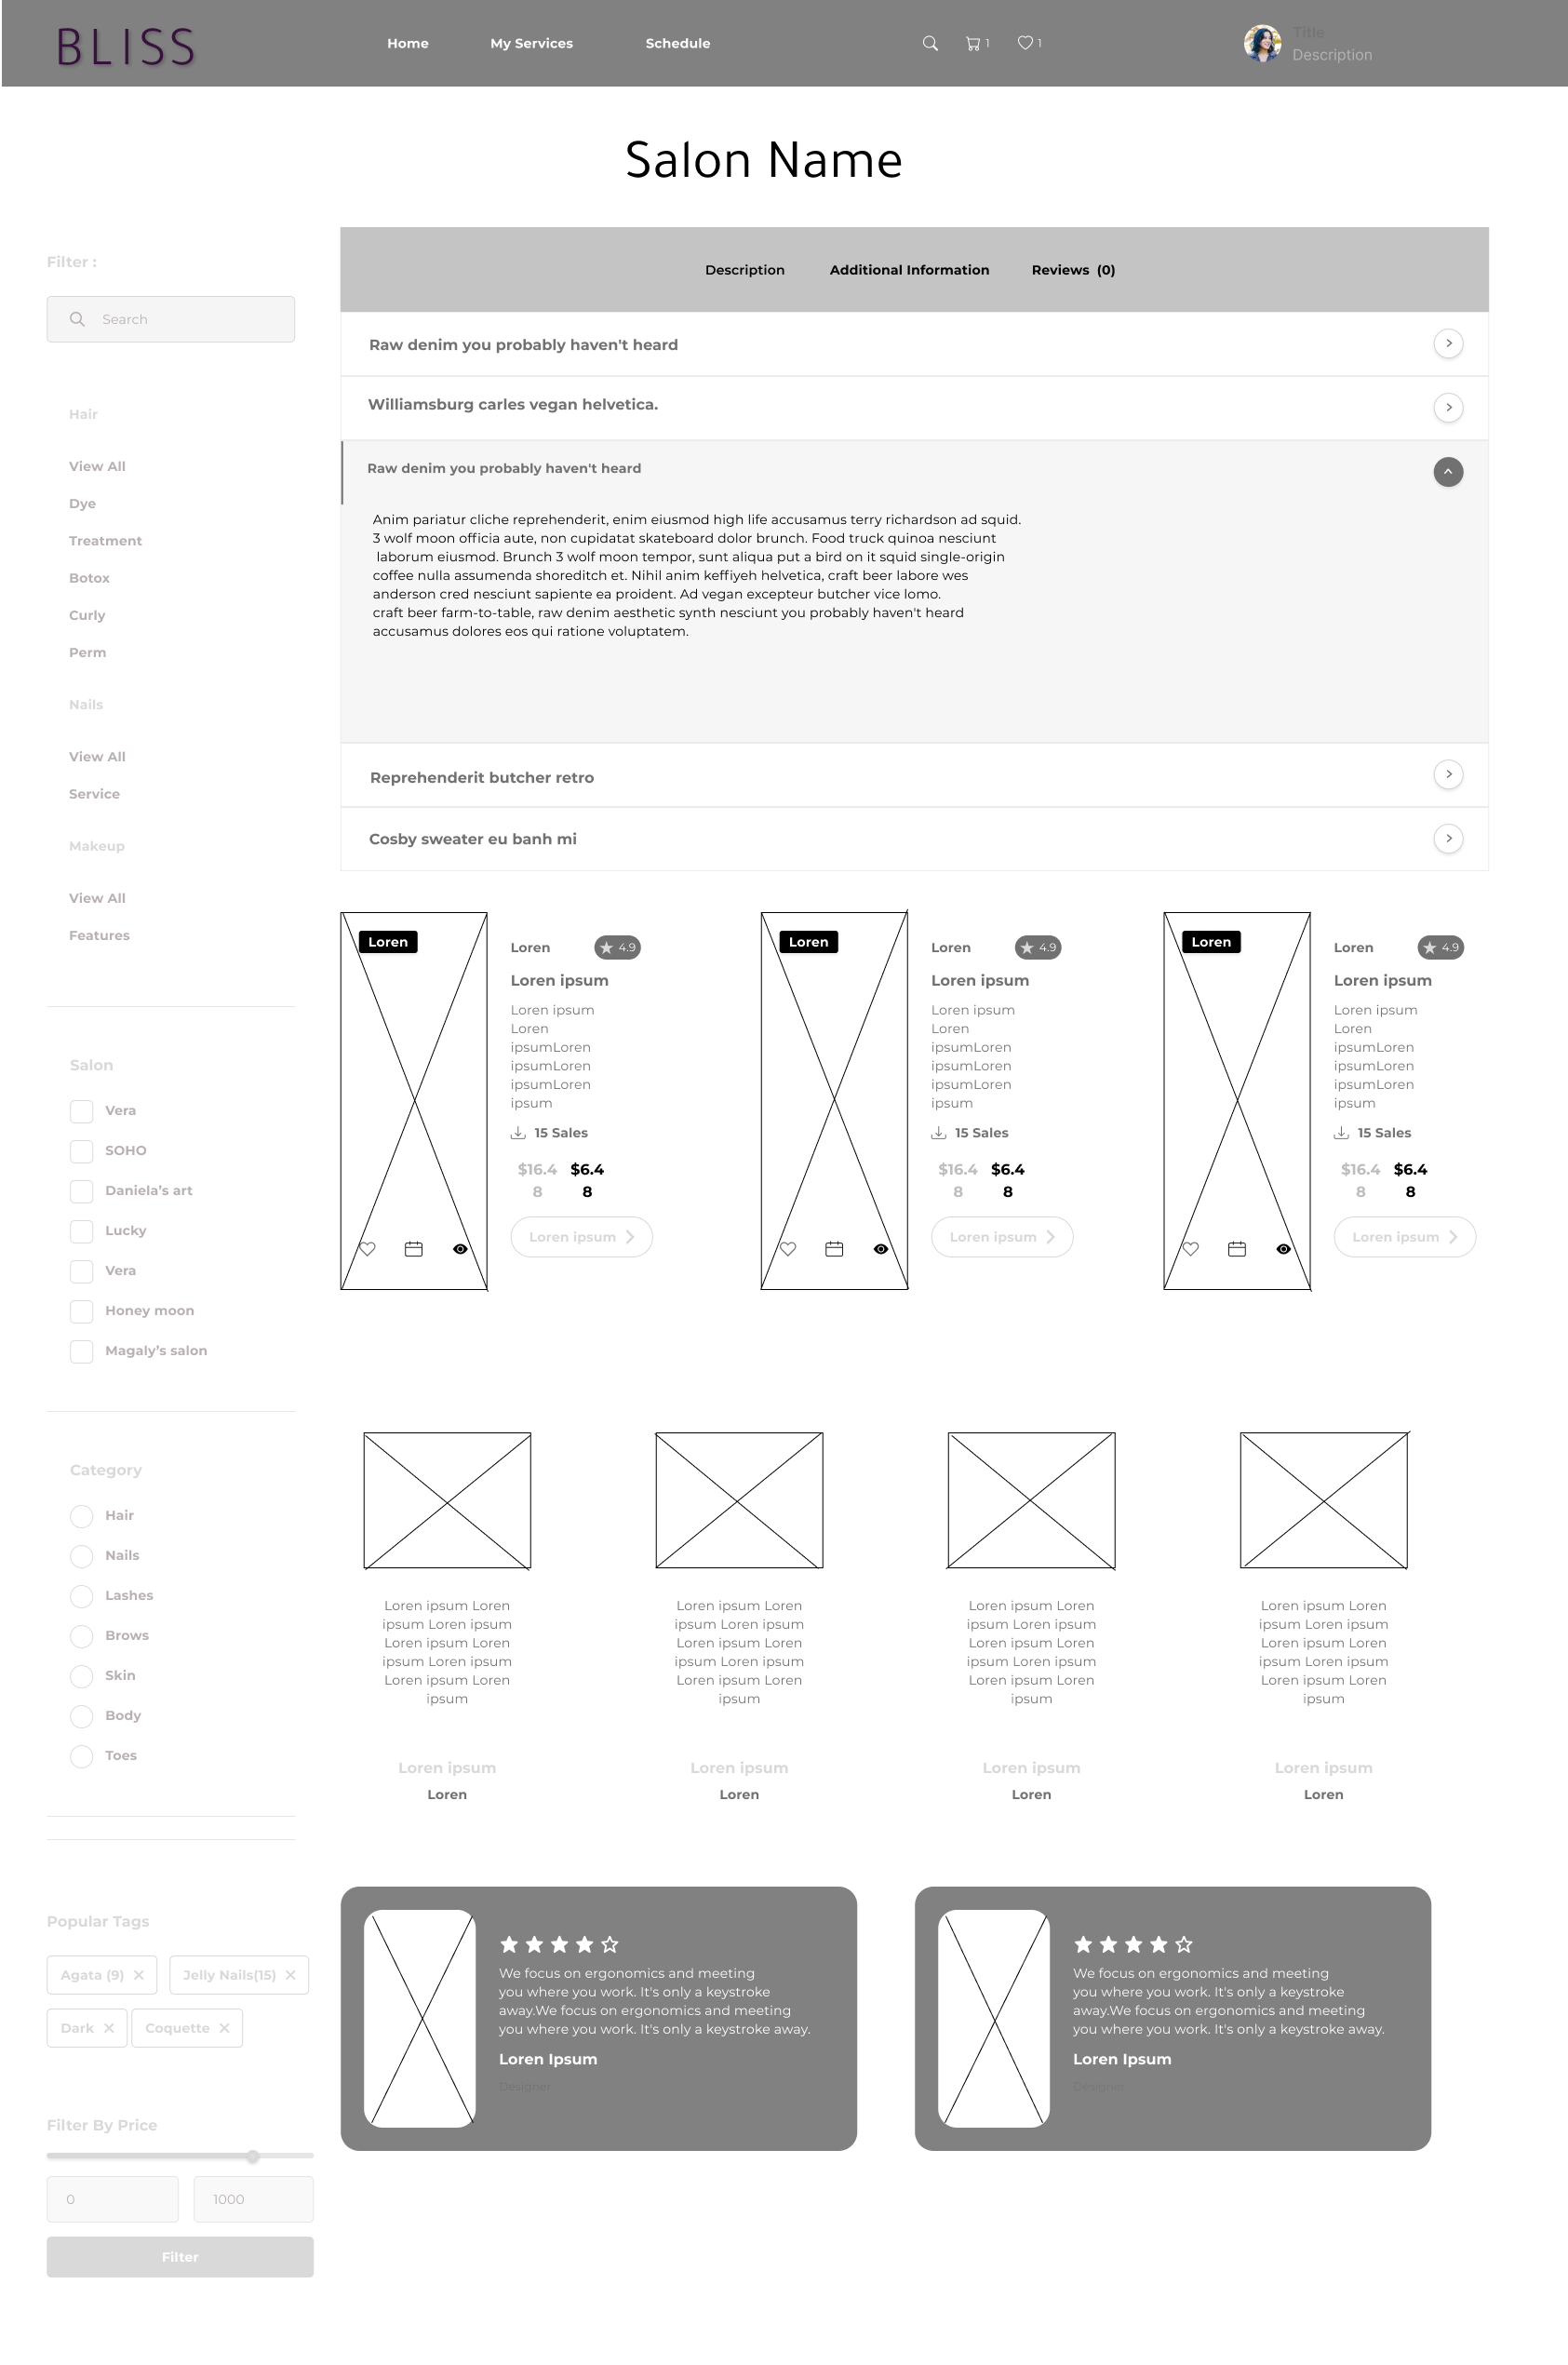 BLISS
Home
My Services
Schedule
1
1
Title
Description
Salon Name
Filter :
Search
Hair
View All
Dye
Treatment
Botox
Curly
Perm
Nails
View All
Service
Makeup
View All
Features
Salon
Vera
SOHO
Daniela’s art
Lucky
Vera
Honey moon
Magaly’s salon
Category
Hair
Nails
Lashes
Brows
Skin
Body
Toes
Popular Tags
Agata (9)
Jelly Nails(15)
Dark
Coquette
Filter By Price
0
1000
Filter
Description
Additional Information
Reviews (0)
Raw denim you probably haven't heard
Williamsburg carles vegan helvetica.
Raw denim you probably haven't heard
Anim pariatur cliche reprehenderit, enim eiusmod high life accusamus terry richardson ad squid.
3 wolf moon officia aute, non cupidatat skateboard dolor brunch. Food truck quinoa nesciunt
laborum eiusmod. Brunch 3 wolf moon tempor, sunt aliqua put a bird on it squid single-origin
coffee nulla assumenda shoreditch et. Nihil anim keffiyeh helvetica, craft beer labore wes
anderson cred nesciunt sapiente ea proident. Ad vegan excepteur butcher vice lomo.
craft beer farm-to-table, raw denim aesthetic synth nesciunt you probably haven't heard
accusamus dolores eos qui ratione voluptatem.
Reprehenderit butcher retro
Cosby sweater eu banh mi
Loren
Loren
4.9
Loren ipsum
Loren ipsum
Loren
ipsumLoren
ipsumLoren
ipsumLoren
ipsum
15 Sales
$16.4 $6.4
8 8
Loren ipsum
Loren
Loren
4.9
Loren ipsum
Loren ipsum
Loren
ipsumLoren
ipsumLoren
ipsumLoren
ipsum
15 Sales
$16.4 $6.4
8 8
Loren ipsum
Loren
Loren
4.9
Loren ipsum
Loren ipsum
Loren
ipsumLoren
ipsumLoren
ipsumLoren
ipsum
15 Sales
$16.4 $6.4
8 8
Loren ipsum
Loren ipsum Loren
ipsum Loren ipsum
Loren ipsum Loren
ipsum Loren ipsum
Loren ipsum Loren
ipsum
Loren ipsum
Loren
Loren ipsum Loren
ipsum Loren ipsum
Loren ipsum Loren
ipsum Loren ipsum
Loren ipsum Loren
ipsum
Loren ipsum
Loren
Loren ipsum Loren
ipsum Loren ipsum
Loren ipsum Loren
ipsum Loren ipsum
Loren ipsum Loren
ipsum
Loren ipsum
Loren
Loren ipsum Loren
ipsum Loren ipsum
Loren ipsum Loren
ipsum Loren ipsum
Loren ipsum Loren
ipsum
Loren ipsum
Loren
We focus on ergonomics and meeting
you where you work. It's only a keystroke
away.We focus on ergonomics and meeting
you where you work. It's only a keystroke away.
Loren Ipsum
Designer
We focus on ergonomics and meeting
you where you work. It's only a keystroke
away.We focus on ergonomics and meeting
you where you work. It's only a keystroke away.
Loren Ipsum
Designer